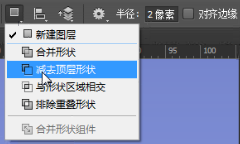 半径： 2 像素 对齐边缘
新建图层
合并形状
减去顶层形状
与形状区域相交
排除重叠形状
合并形状组件
95 100